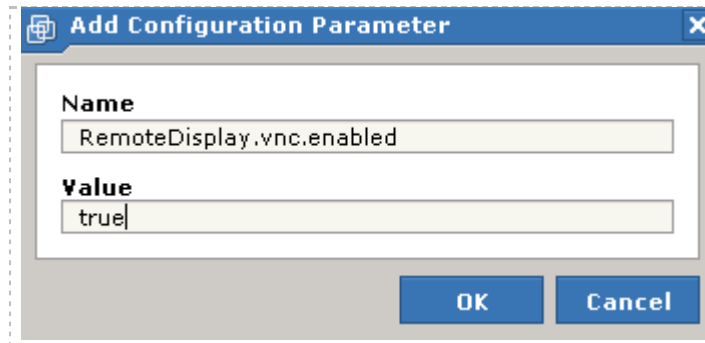 Add Configuration Parameter
Name
RemoteDisplay.vnc.enabled
Value
true
OK
Cancel